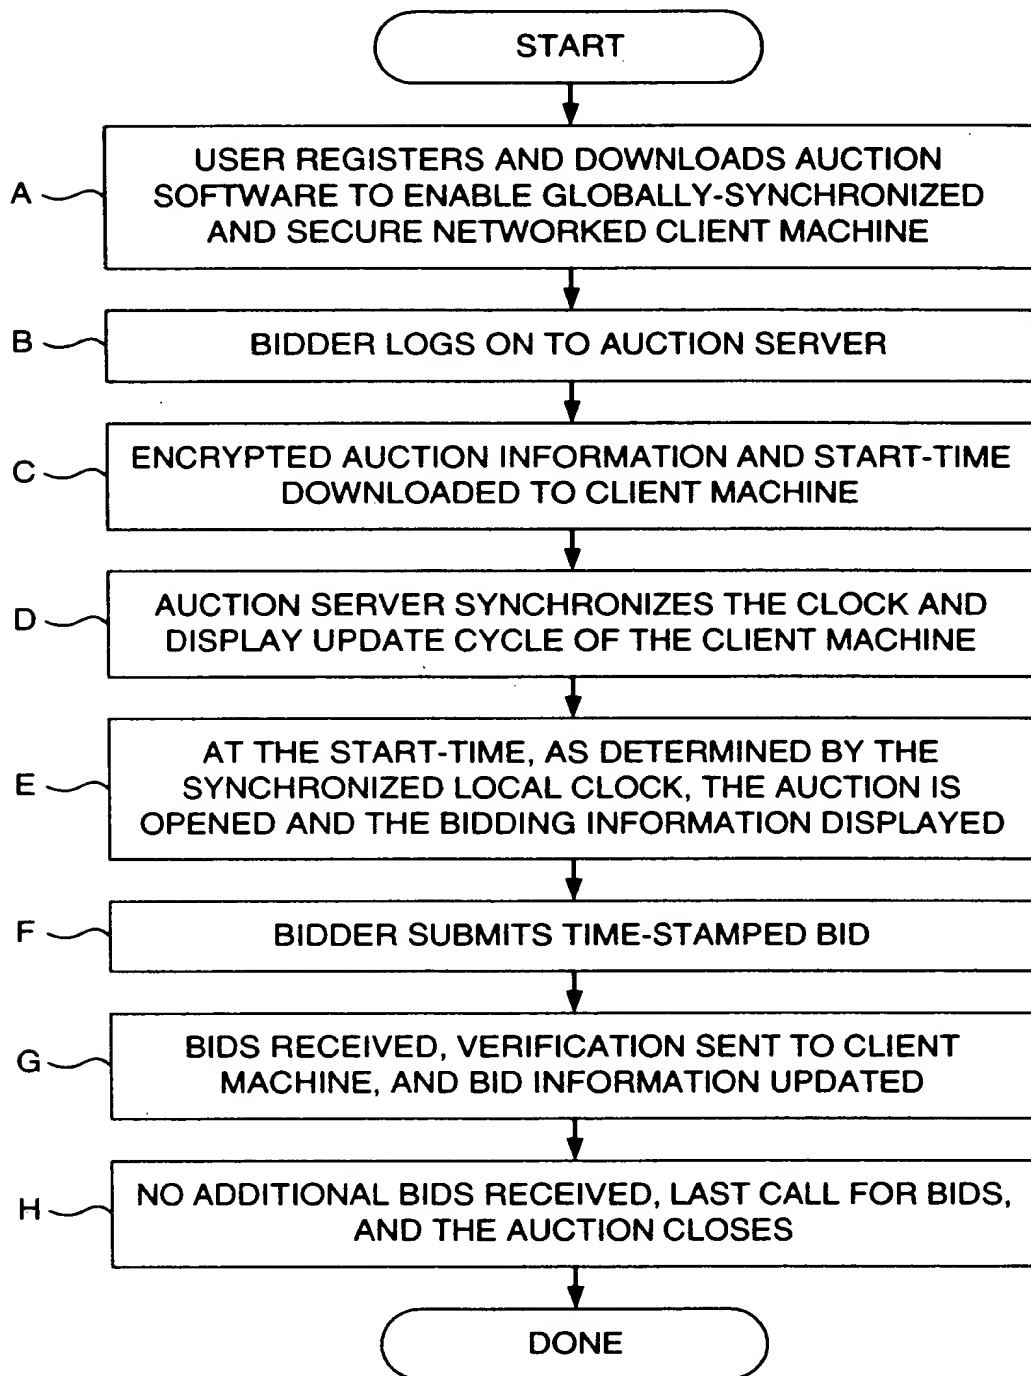 START
A
USER REGISTERS AND DOWNLOADS AUCTION
SOFTWARE TO ENABLE GLOBALLY-SYNCHRONIZED
AND SECURE NETWORKED CLIENT MACHINE
B
BIDDER LOGS ON TO AUCTION SERVER
C
ENCRYPTED AUCTION INFORMATION AND START-TIME
DOWNLOADED TO CLIENT MACHINE
D
AUCTION SERVER SYNCHRONIZES THE CLOCK AND
DISPLAY UPDATE CYCLE OF THE CLIENT MACHINE
E
AT THE START-TIME, AS DETERMINED BY THE
SYNCHRONIZED LOCAL CLOCK, THE AUCTION IS
OPENED AND THE BIDDING INFORMATION DISPLAYED
F
BIDDER SUBMITS TIME-STAMPED BID
G
BIDS RECEIVED, VERIFICATION SENT TO CLIENT
MACHINE, AND BID INFORMATION UPDATED
H
NO ADDITIONAL BIDS RECEIVED, LAST CALL FOR BIDS,
AND THE AUCTION CLOSES
DONE